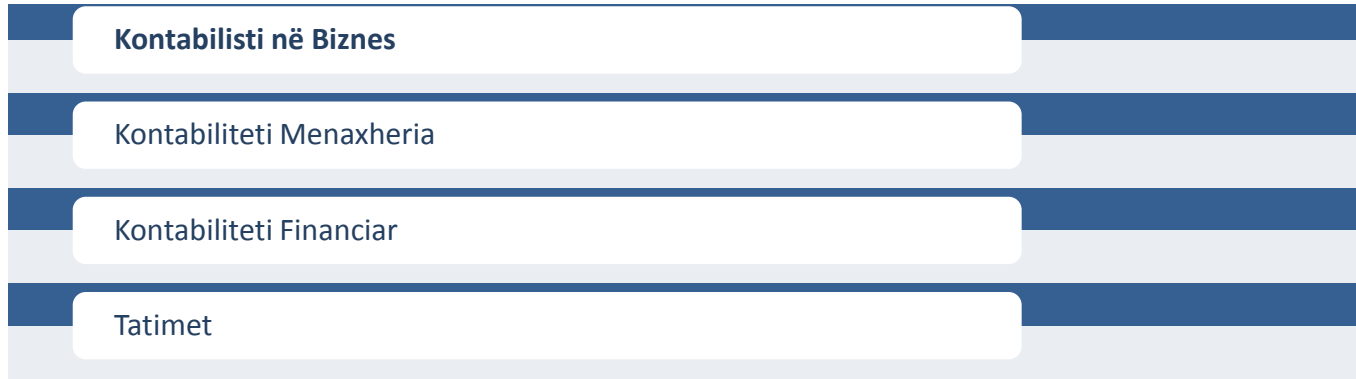 Kontabilisti në Biznes
Kontabiliteti Menaxheria
Kontabiliteti Financiar
Tatimet